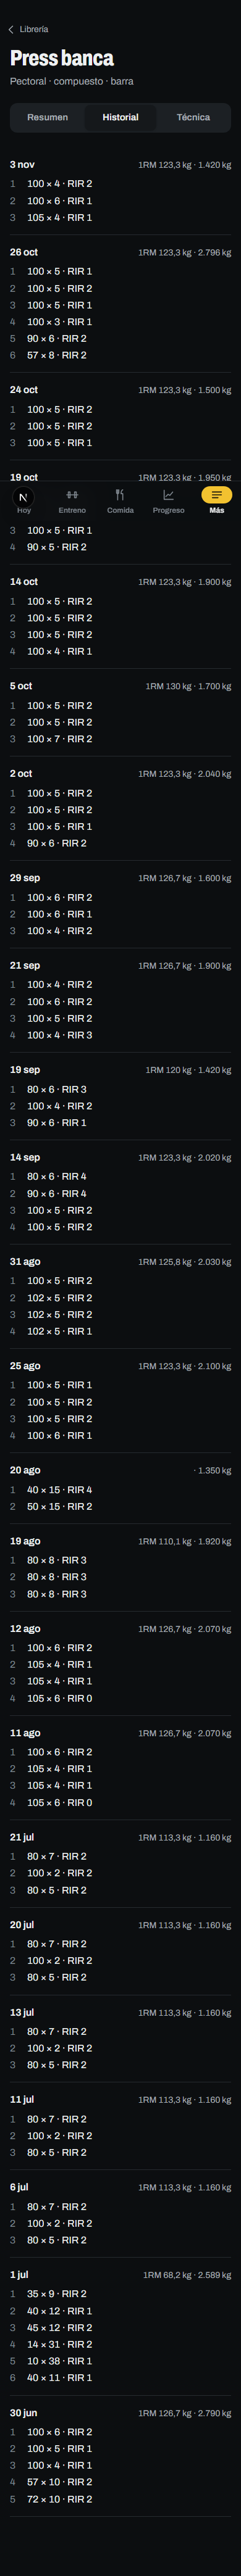 Librería
Press banca
Pectoral · compuesto · barra
Resumen Historial Técnica
3 nov 1RM 123,3 kg · 1.420 kg
1 100 × 4 · RIR 2
2 100 × 6 · RIR 1
3 105 × 4 · RIR 1
26 oct 1RM 123,3 kg · 2.796 kg
1 100 × 5 · RIR 1
2 100 × 5 · RIR 2
3 100 × 5 · RIR 1
4 100 × 3 · RIR 1
5 90 × 6 · RIR 2
6 57 × 8 · RIR 2
24 oct 1RM 123,3 kg · 1.500 kg
1 100 × 5 · RIR 2
2 100 × 5 · RIR 2
3 100 × 5 · RIR 1
19 oct 1RM 123,3 kg · 1.950 kg
N
Hoy Entreno Comida Progreso Más
3 100 × 5 · RIR 1
4 90 × 5 · RIR 2
14 oct 1RM 123,3 kg · 1.900 kg
1 100 × 5 · RIR 2
2 100 × 5 · RIR 2
3 100 × 5 · RIR 2
4 100 × 4 · RIR 1
5 oct 1RM 130 kg · 1.700 kg
1 100 × 5 · RIR 2
2 100 × 5 · RIR 2
3 100 × 7 · RIR 2
2 oct 1RM 123,3 kg · 2.040 kg
1 100 × 5 · RIR 2
2 100 × 5 · RIR 2
3 100 × 5 · RIR 1
4 90 × 6 · RIR 2
29 sep 1RM 126,7 kg · 1.600 kg
1 100 × 6 · RIR 2
2 100 × 6 · RIR 1
3 100 × 4 · RIR 2
21 sep 1RM 126,7 kg · 1.900 kg
1 100 × 4 · RIR 2
2 100 × 6 · RIR 2
3 100 × 5 · RIR 2
4 100 × 4 · RIR 3
19 sep 1RM 120 kg · 1.420 kg
1 80 × 6 · RIR 3
2 100 × 4 · RIR 2
3 90 × 6 · RIR 1
14 sep 1RM 123,3 kg · 2.020 kg
1 80 × 6 · RIR 4
2 90 × 6 · RIR 4
3 100 × 5 · RIR 2
4 100 × 5 · RIR 2
31 ago 1RM 125,8 kg · 2.030 kg
1 100 × 5 · RIR 2
2 102 × 5 · RIR 2
3 102 × 5 · RIR 2
4 102 × 5 · RIR 1
25 ago 1RM 123,3 kg · 2.100 kg
1 100 × 5 · RIR 1
2 100 × 5 · RIR 2
3 100 × 5 · RIR 2
4 100 × 6 · RIR 1
20 ago · 1.350 kg
1 40 × 15 · RIR 4
2 50 × 15 · RIR 2
19 ago 1RM 110,1 kg · 1.920 kg
1 80 × 8 · RIR 3
2 80 × 8 · RIR 3
3 80 × 8 · RIR 3
12 ago 1RM 126,7 kg · 2.070 kg
1 100 × 6 · RIR 2
2 105 × 4 · RIR 1
3 105 × 4 · RIR 1
4 105 × 6 · RIR 0
11 ago 1RM 126,7 kg · 2.070 kg
1 100 × 6 · RIR 2
2 105 × 4 · RIR 1
3 105 × 4 · RIR 1
4 105 × 6 · RIR 0
21 jul 1RM 113,3 kg · 1.160 kg
1 80 × 7 · RIR 2
2 100 × 2 · RIR 2
3 80 × 5 · RIR 2
20 jul 1RM 113,3 kg · 1.160 kg
1 80 × 7 · RIR 2
2 100 × 2 · RIR 2
3 80 × 5 · RIR 2
13 jul 1RM 113,3 kg · 1.160 kg
1 80 × 7 · RIR 2
2 100 × 2 · RIR 2
3 80 × 5 · RIR 2
11 jul 1RM 113,3 kg · 1.160 kg
1 80 × 7 · RIR 2
2 100 × 2 · RIR 2
3 80 × 5 · RIR 2
6 jul 1RM 113,3 kg · 1.160 kg
1 80 × 7 · RIR 2
2 100 × 2 · RIR 2
3 80 × 5 · RIR 2
1 jul 1RM 68,2 kg · 2.589 kg
1 35 × 9 · RIR 2
2 40 × 12 · RIR 1
3 45 × 12 · RIR 2
4 14 × 31 · RIR 2
5 10 × 38 · RIR 1
6 40 × 11 · RIR 1
30 jun 1RM 126,7 kg · 2.790 kg
1 100 × 6 · RIR 2
2 100 × 5 · RIR 1
3 100 × 4 · RIR 1
4 57 × 10 · RIR 2
5 72 × 10 · RIR 2